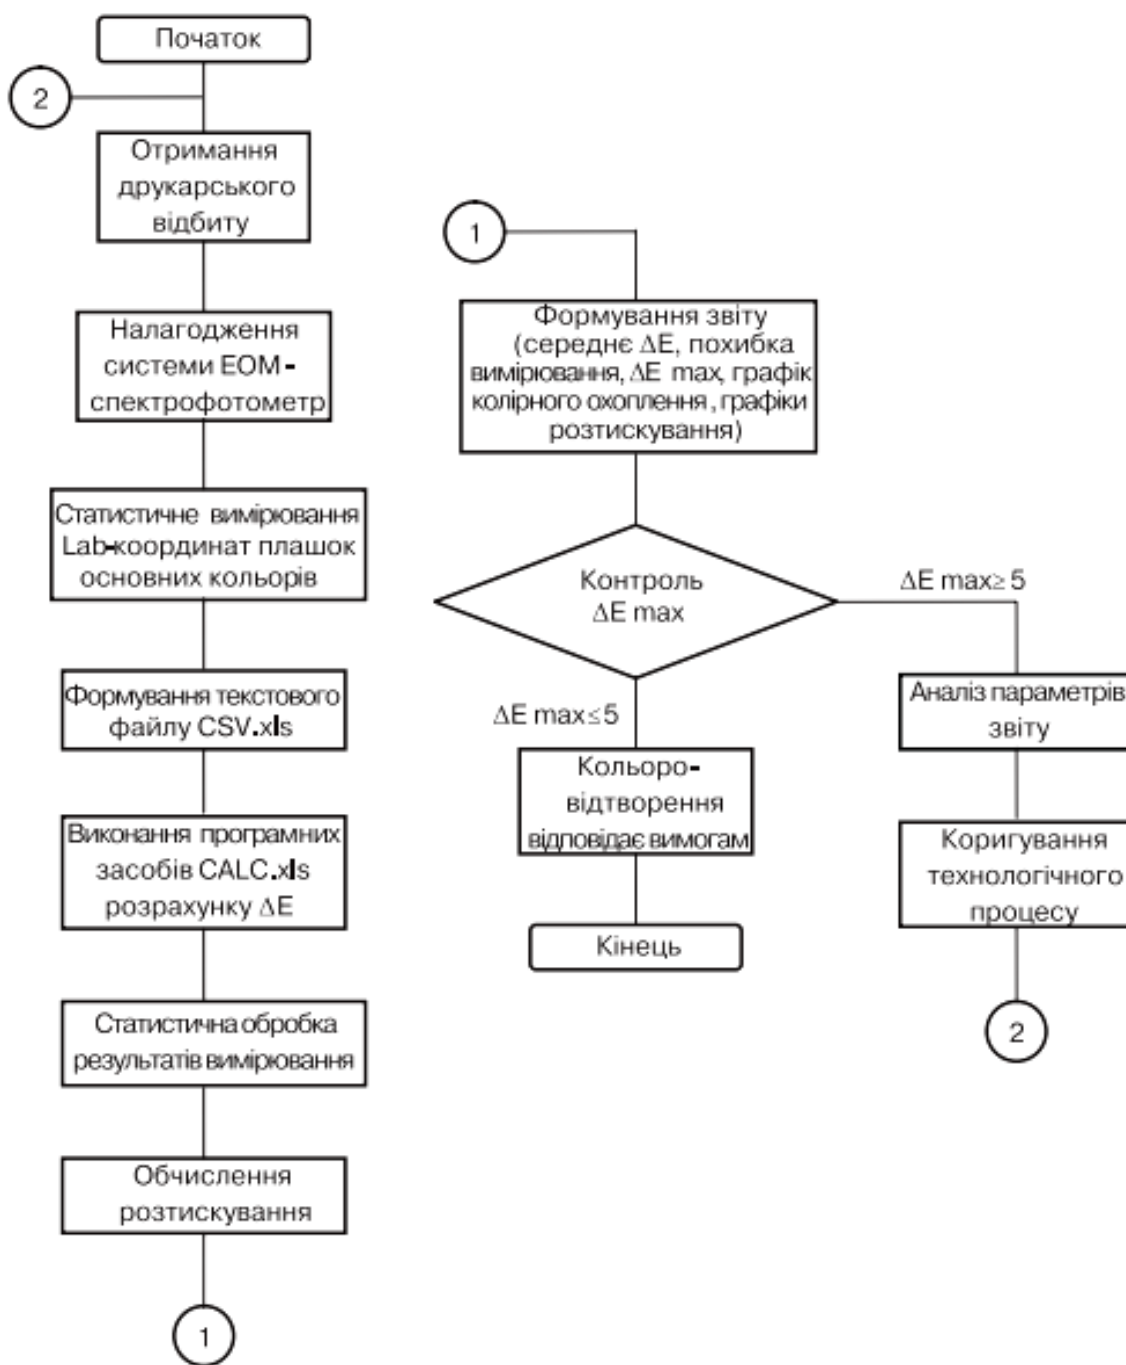 Початок
2
Отримання
друкарського
відбиту
Налагодження
системи ЕОМ-
спектрофотометр
Статистичне вимірювання
Lab-координат плашок
основних кольорів
Формування текстового
файлу CSV.xls
Виконання програмних
засобів CALC.xls
розрахунку ΔE
Статистична обробка
результатів вимірювання
Обчислення
розтискування
1
1
Формування звіту
(середнє ΔE, похибка
вимірювання, ΔE max, графік
колірного охоплення, графіки
розтискування)
Контроль
ΔE max
ΔE max≥ 5
ΔE max≤5
Кольоро-
відтворення
відповідає вимогам
Кінець
Аналіз параметрів
звіту
Коригування
технологічного
процесу
2